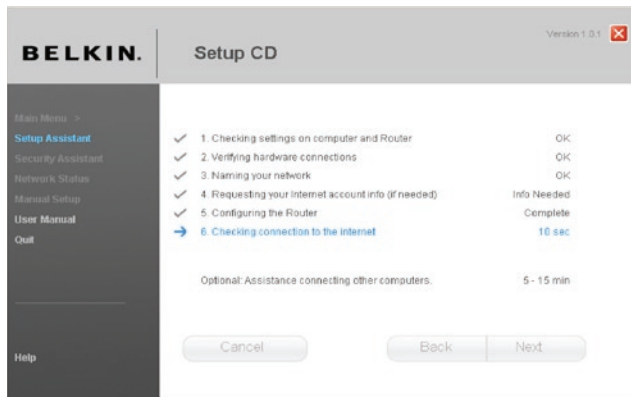 BELKIN.
Setup CD
Version 1.0.1
Main Menu >
Setup Assistant
Security Assistant
Network Status
Manual Setup
User Manual
Quit
Help
1. Checking settings on computer and Router OK
2. Verifying hardware connections OK
3. Naming your network OK
4. Requesting your Internet account info (if needed) Info Needed
5. Configuring the Router Complete
6. Checking connection to the internet 10 sec
Optional: Assistance connecting other computers. 5 - 15 min
Cancel
Back
Next